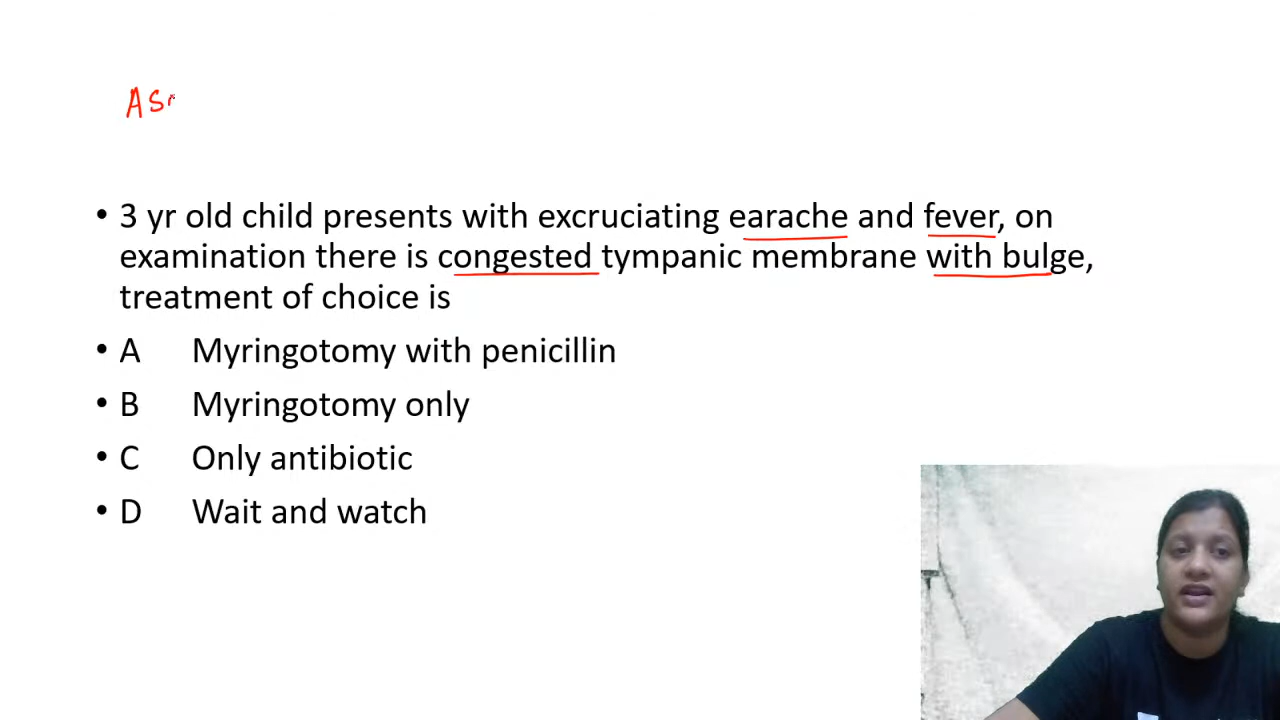 AS
• 3 yr old child presents with excruciating earache and fever, on
examination there is congested tympanic membrane with bulge,
treatment of choice is
• A Myringotomy with penicillin
• B Myringotomy only
• C Only antibiotic
• D Wait and watch